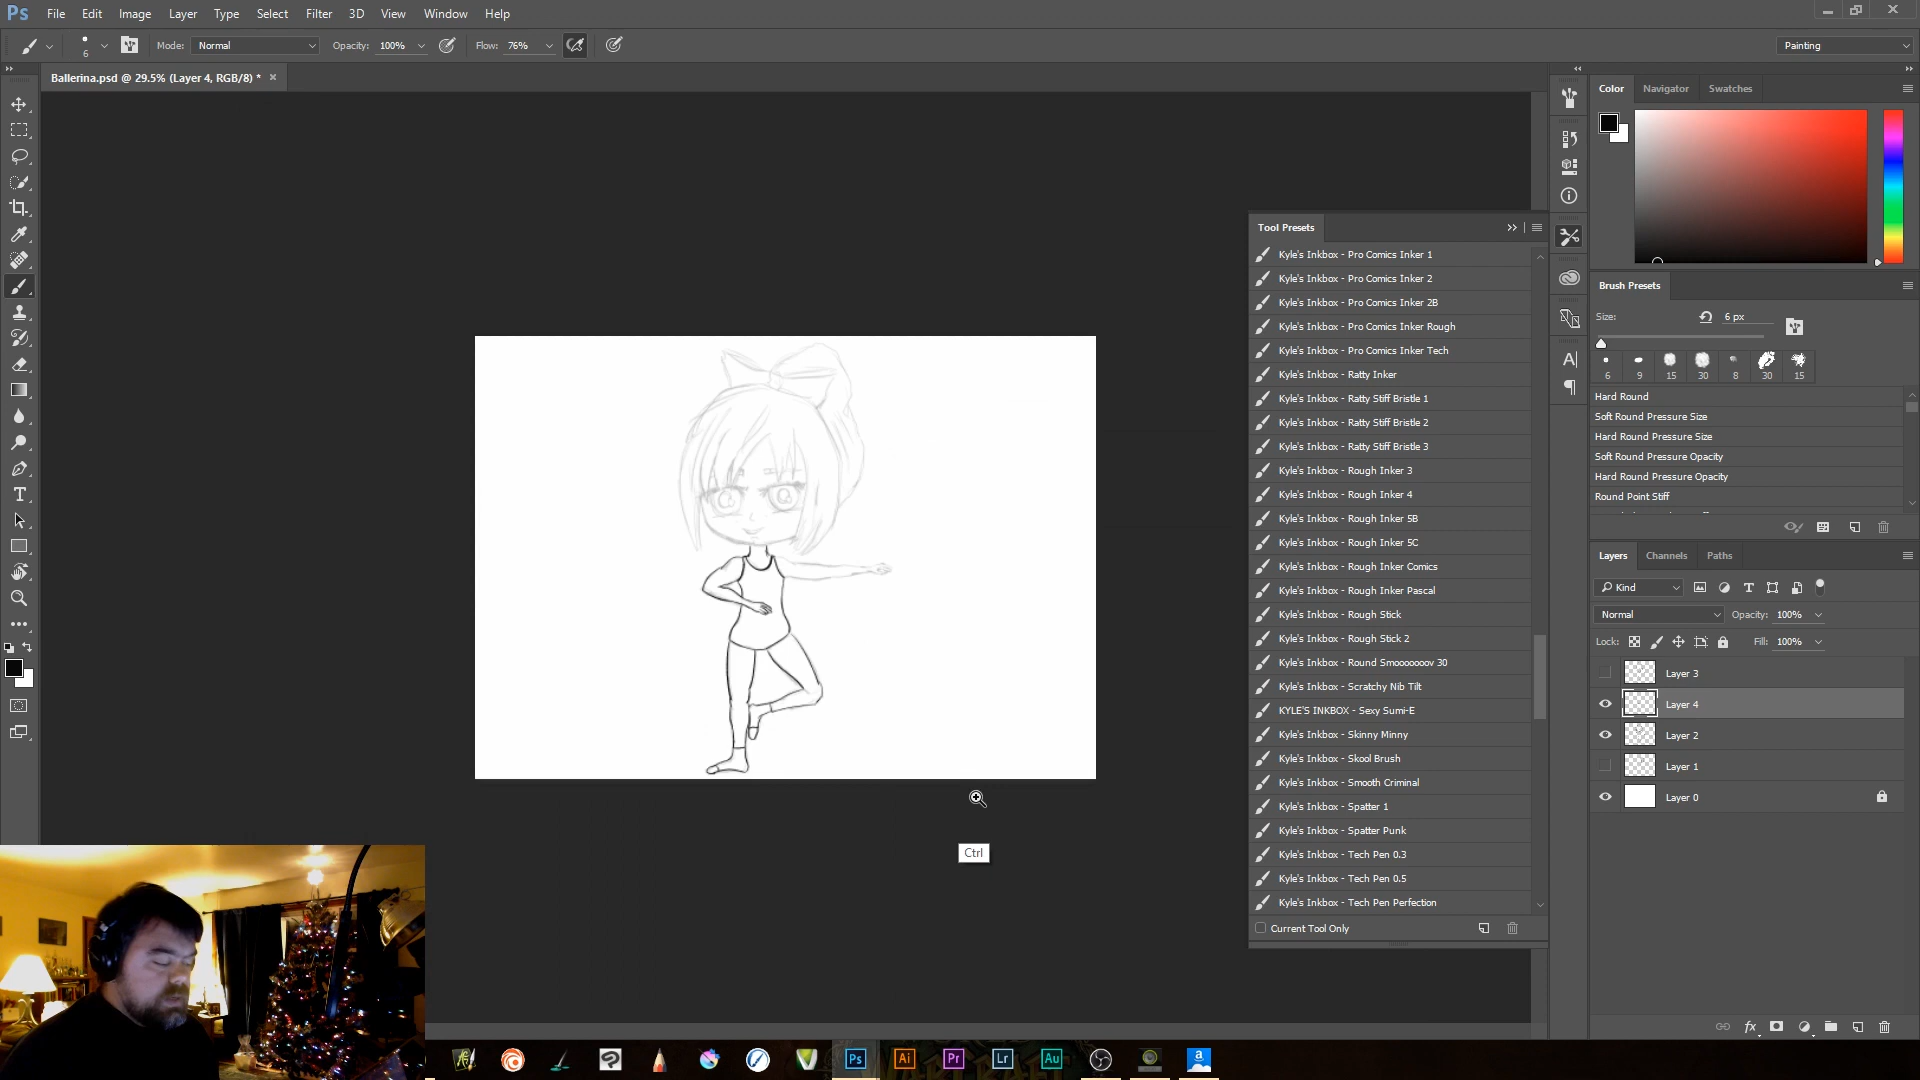 Ps File Edit Image Layer Type Select Filter 3D View Window Help
6 Mode: Normal Opacity: 100% Flow: 76% Painting
Ballerina.psd @ 29.5% (Layer 4, RGB/8) *
Color Navigator Swatches
Tool Presets
Kyle's Inkbox - Pro Comics Inker 1
Kyle's Inkbox - Pro Comics Inker 2
Kyle's Inkbox - Pro Comics Inker 2B
Kyle's Inkbox - Pro Comics Inker Rough
Kyle's Inkbox - Pro Comics Inker Tech
Kyle's Inkbox - Ratty Inker
Kyle's Inkbox - Ratty Stiff Bristle 1
Kyle's Inkbox - Ratty Stiff Bristle 2
Kyle's Inkbox - Ratty Stiff Bristle 3
Kyle's Inkbox - Rough Inker 3
Kyle's Inkbox - Rough Inker 4
Kyle's Inkbox - Rough Inker 5B
Kyle's Inkbox - Rough Inker 5C
Kyle's Inkbox - Rough Inker Comics
Kyle's Inkbox - Rough Inker Pascal
Kyle's Inkbox - Rough Stick
Kyle's Inkbox - Rough Stick 2
Kyle's Inkbox - Round Smooooooov 30
Kyle's Inkbox - Scratchy Nib Tilt
KYLE'S INKBOX - Sexy Sumi-E
Kyle's Inkbox - Skinny Minny
Kyle's Inkbox - Skool Brush
Kyle's Inkbox - Smooth Criminal
Kyle's Inkbox - Spatter 1
Kyle's Inkbox - Spatter Punk
Kyle's Inkbox - Tech Pen 0.3
Kyle's Inkbox - Tech Pen 0.5
Kyle's Inkbox - Tech Pen Perfection
Current Tool Only
Brush Presets
Size: 6 px
6 9 15 30 8 30 15
Hard Round
Soft Round Pressure Size
Hard Round Pressure Size
Soft Round Pressure Opacity
Hard Round Pressure Opacity
Round Point Stiff
Layers Channels Paths
Kind
Normal Opacity: 100%
Lock: Fill: 100%
Layer 3
Layer 4
Layer 2
Layer 1
Layer 0
Ctrl
Ps Ai Pr Lr Au a